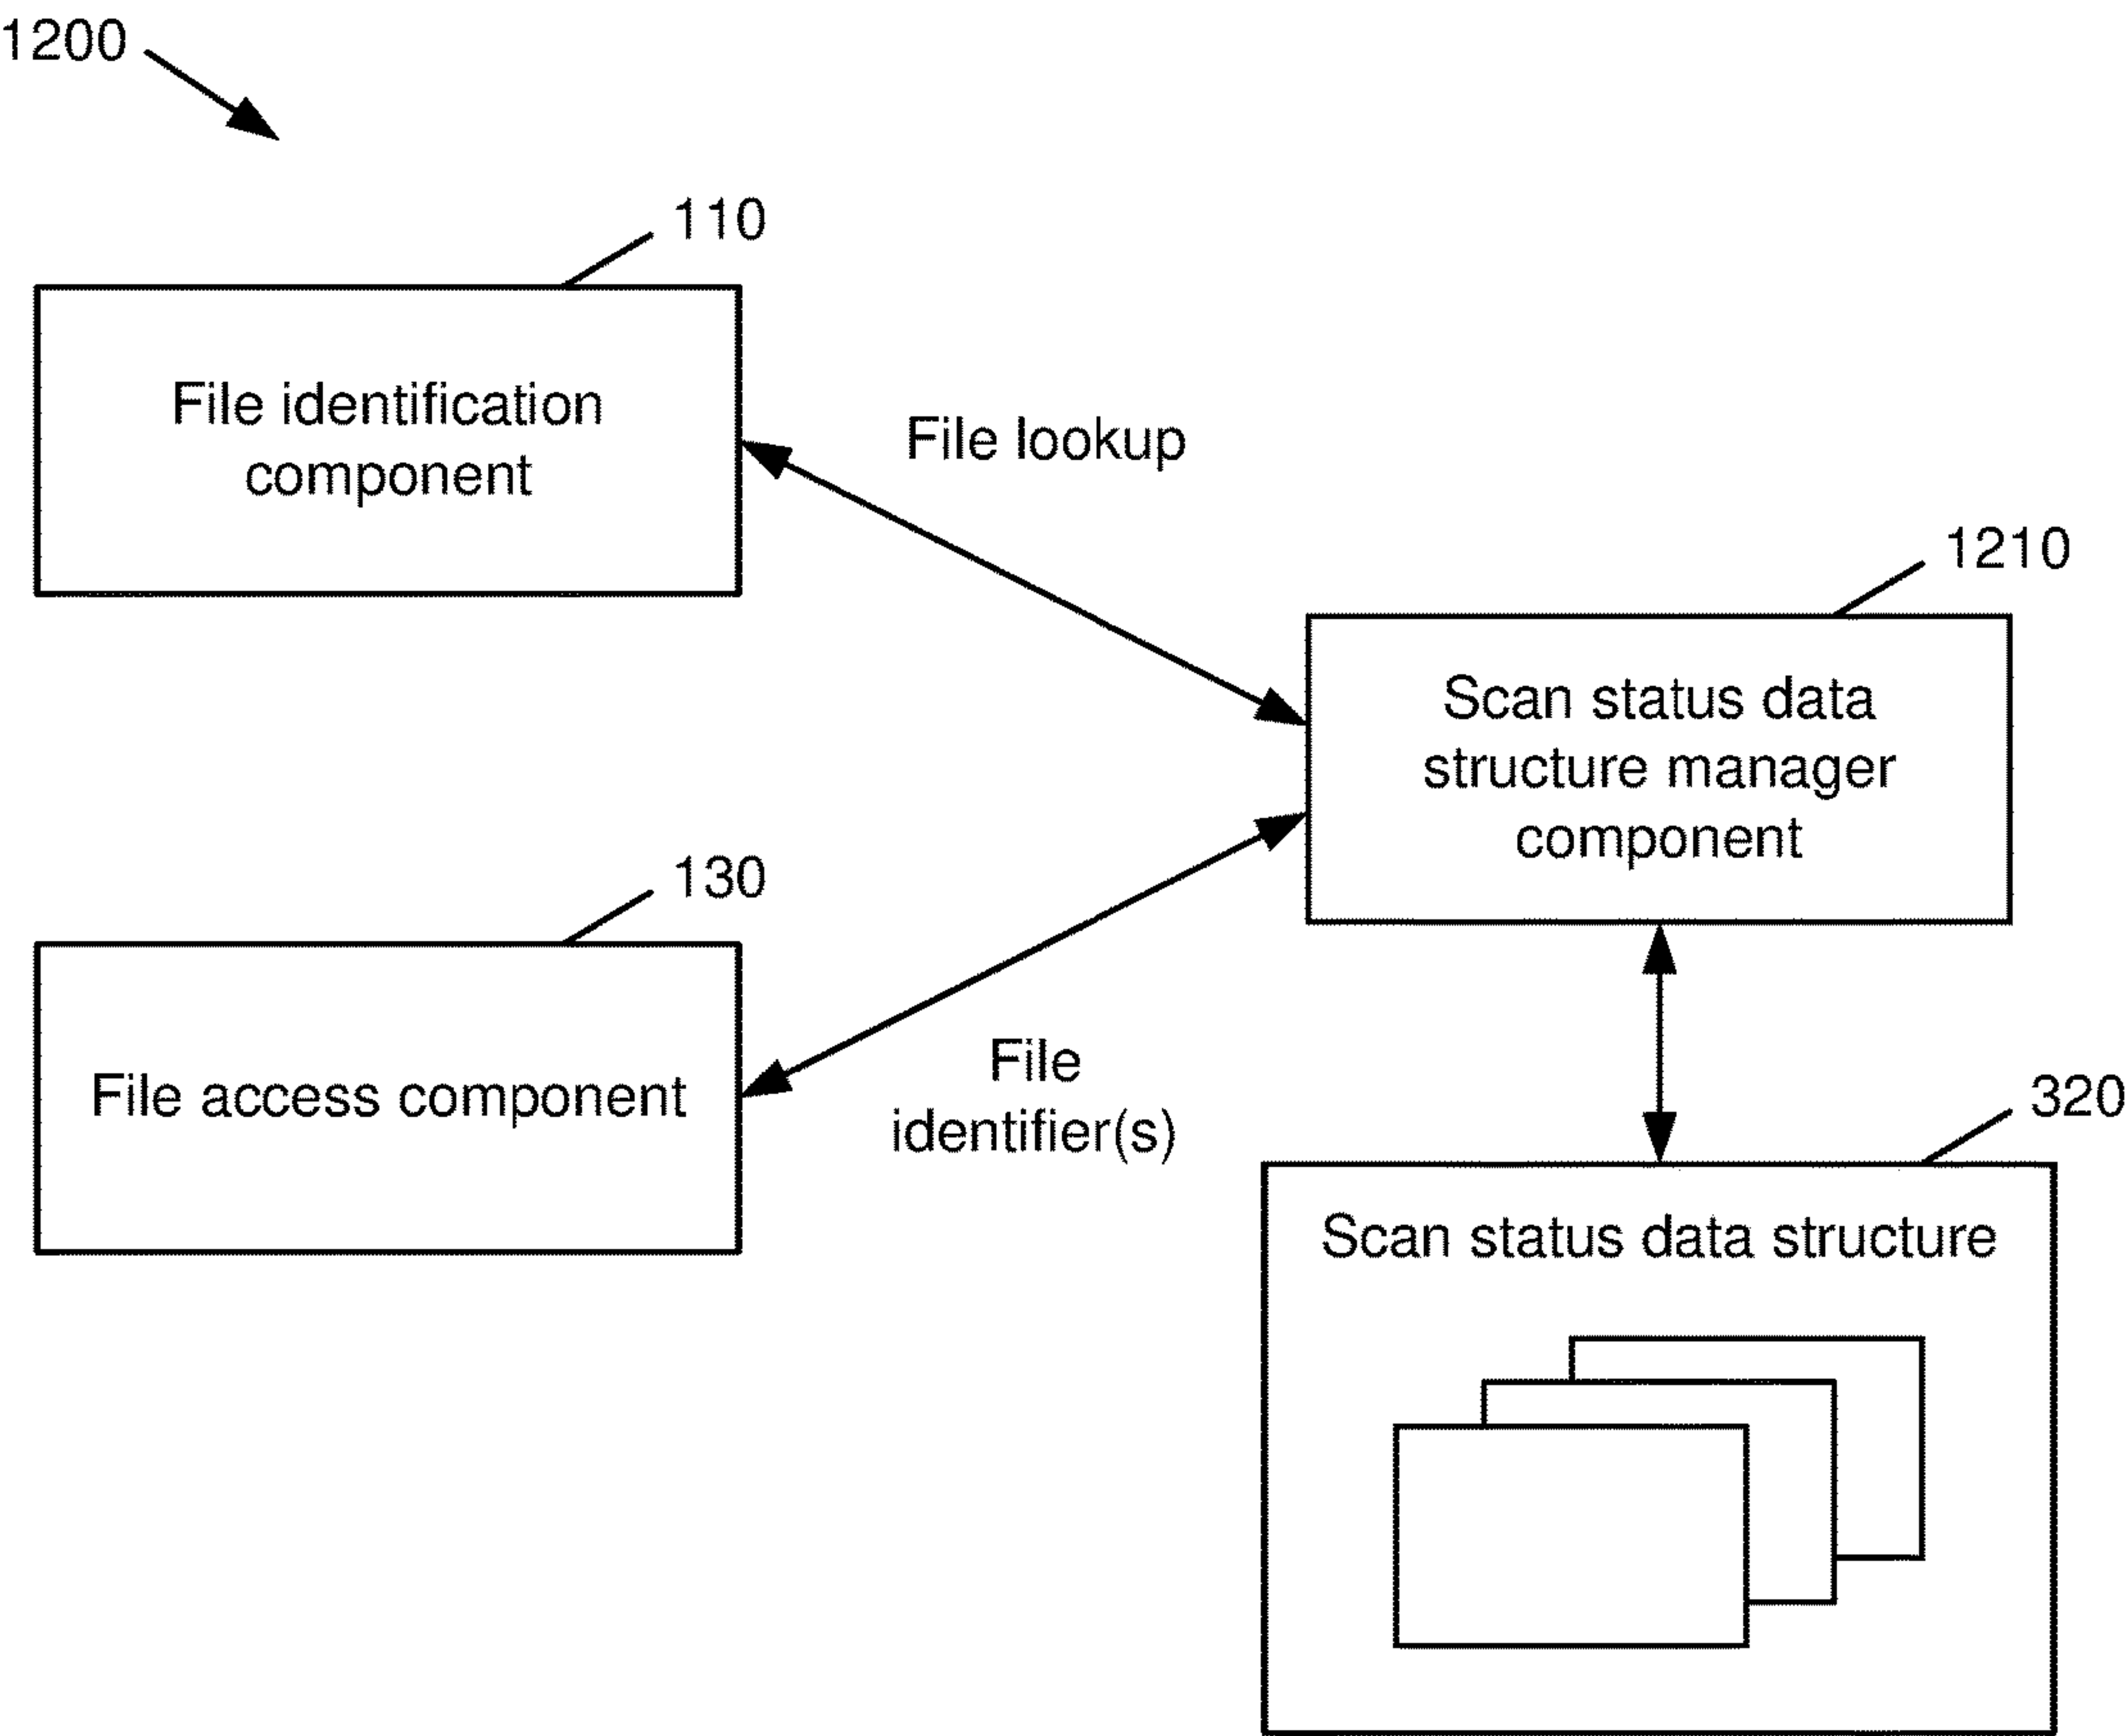 1200
110
File identification
component
File lookup
1210
Scan status data
structure manager
component
130
File access component
File
identifier(s)
320
Scan status data structure